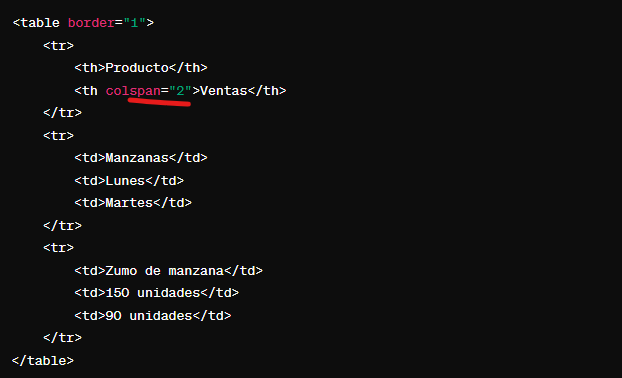 <table border="1">
<tr>
<th>Producto</th>
<th colspan="2">Ventas</th>
</tr>
<tr>
<td>Manzanas</td>
<td>Lunes</td>
<td>Martes</td>
</tr>
<tr>
<td>Zumo de manzana</td>
<td>150 unidades</td>
<td>90 unidades</td>
</tr>
</table>